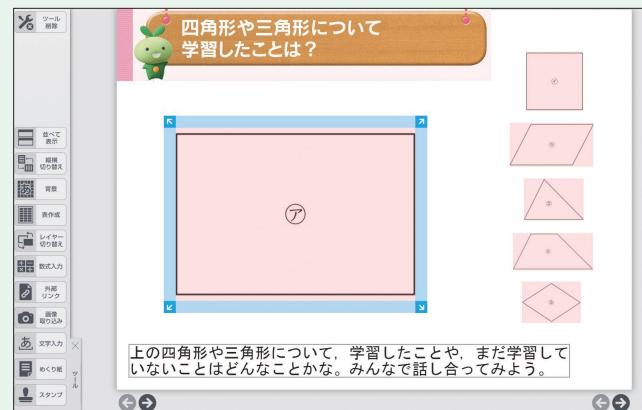 ツール
削除
四角形や三角形について
学習したことは？
並べて
表示
縦横
切り替え
あ
背景
表作成
レイヤー
切り替え
数式入力
外部
リンク
画像
取り込み
あ
文字入力
めくり紙
スタンプ
ツール
ア
イ
上の四角形や三角形について，学習したことや，まだ学習して
いないことはどんなことかな。みんなで話し合ってみよう。